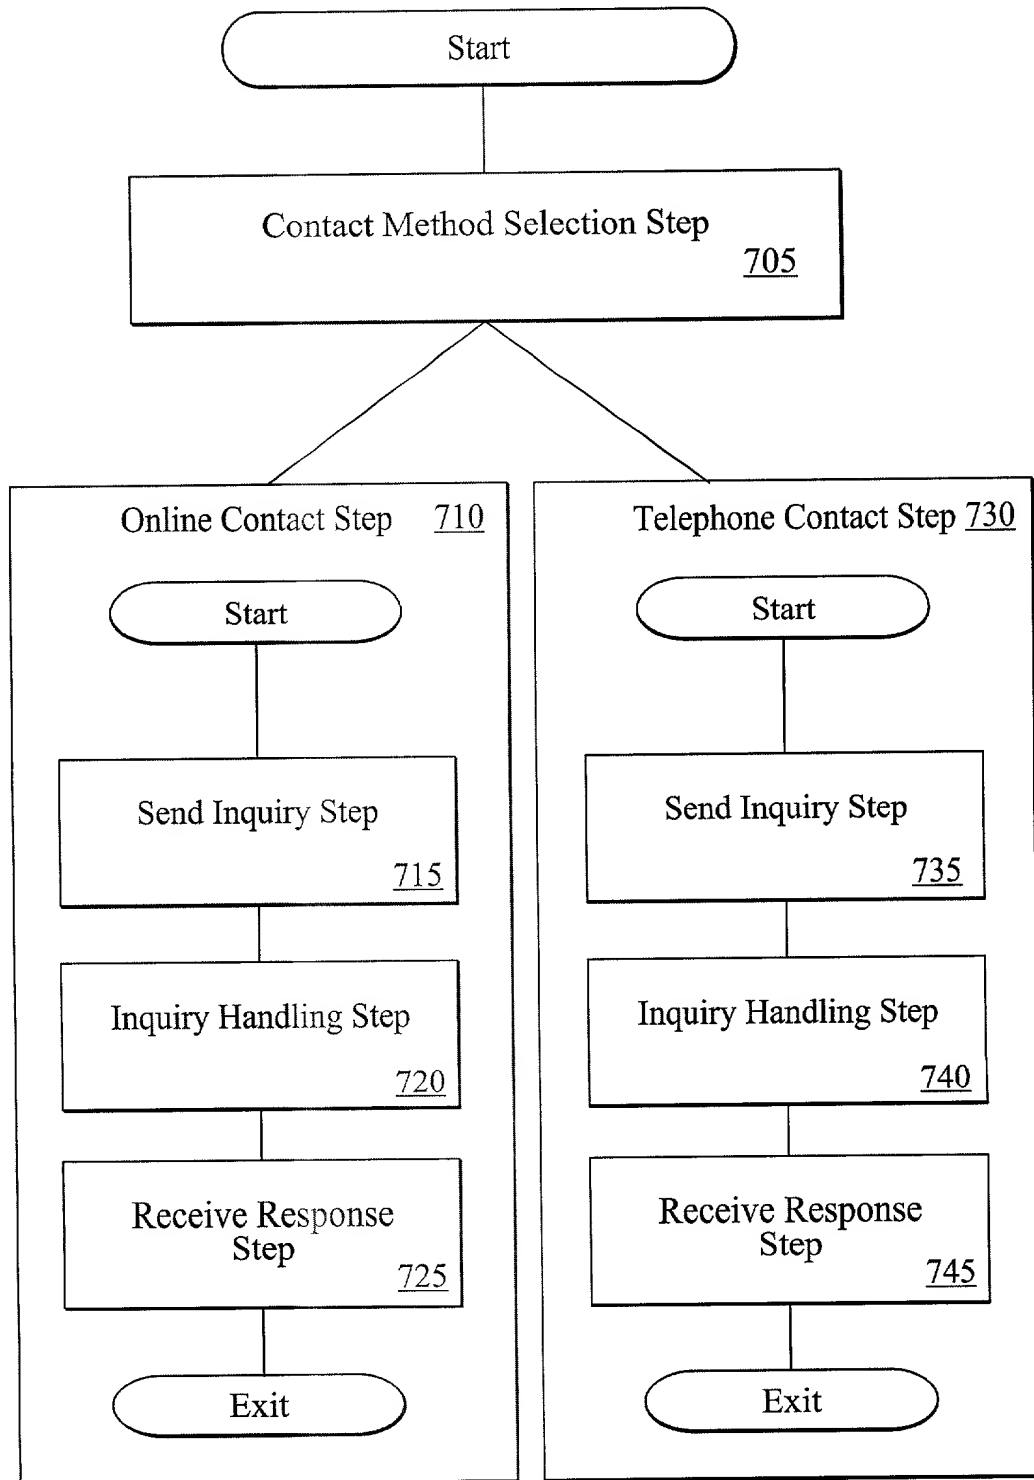 Start
Contact Method Selection Step
705
Online Contact Step 710
Start
Send Inquiry Step
715
Inquiry Handling Step
720
Receive Response
Step
725
Exit
Telephone Contact Step 730
Start
Send Inquiry Step
735
Inquiry Handling Step
740
Receive Response
Step
745
Exit